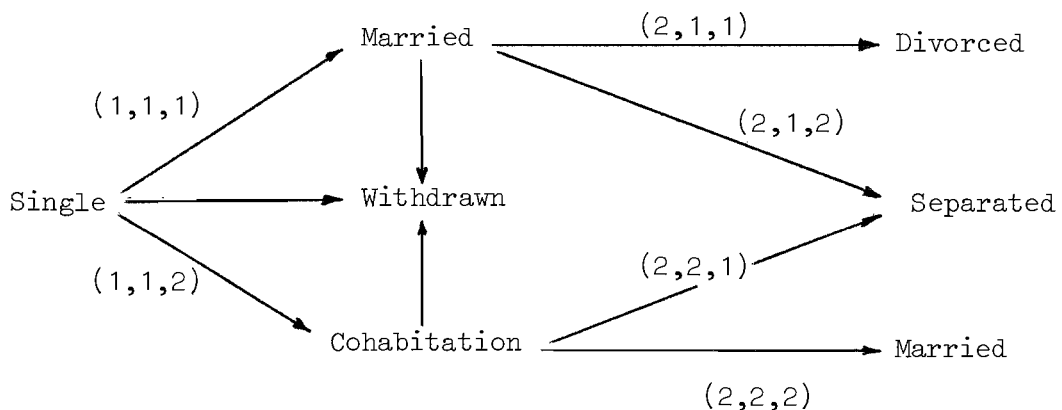 Married
(2,1,1)
Divorced
(1,1,1)
(2,1,2)
Single
Withdrawn
Separated
(1,1,2)
(2,2,1)
Cohabitation
Married
(2,2,2)